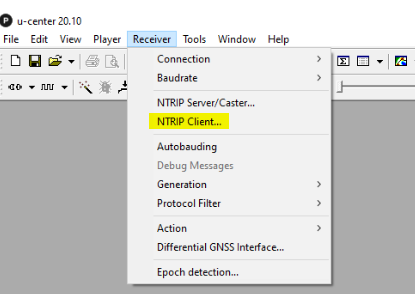 u-center 20.10
File Edit View Player Receiver Tools Window Help
Connection
Baudrate
NTRIP Server/Caster...
NTRIP Client...
Autobauding
Debug Messages
Generation
Protocol Filter
Action
Differential GNSS Interface...
Epoch detection...